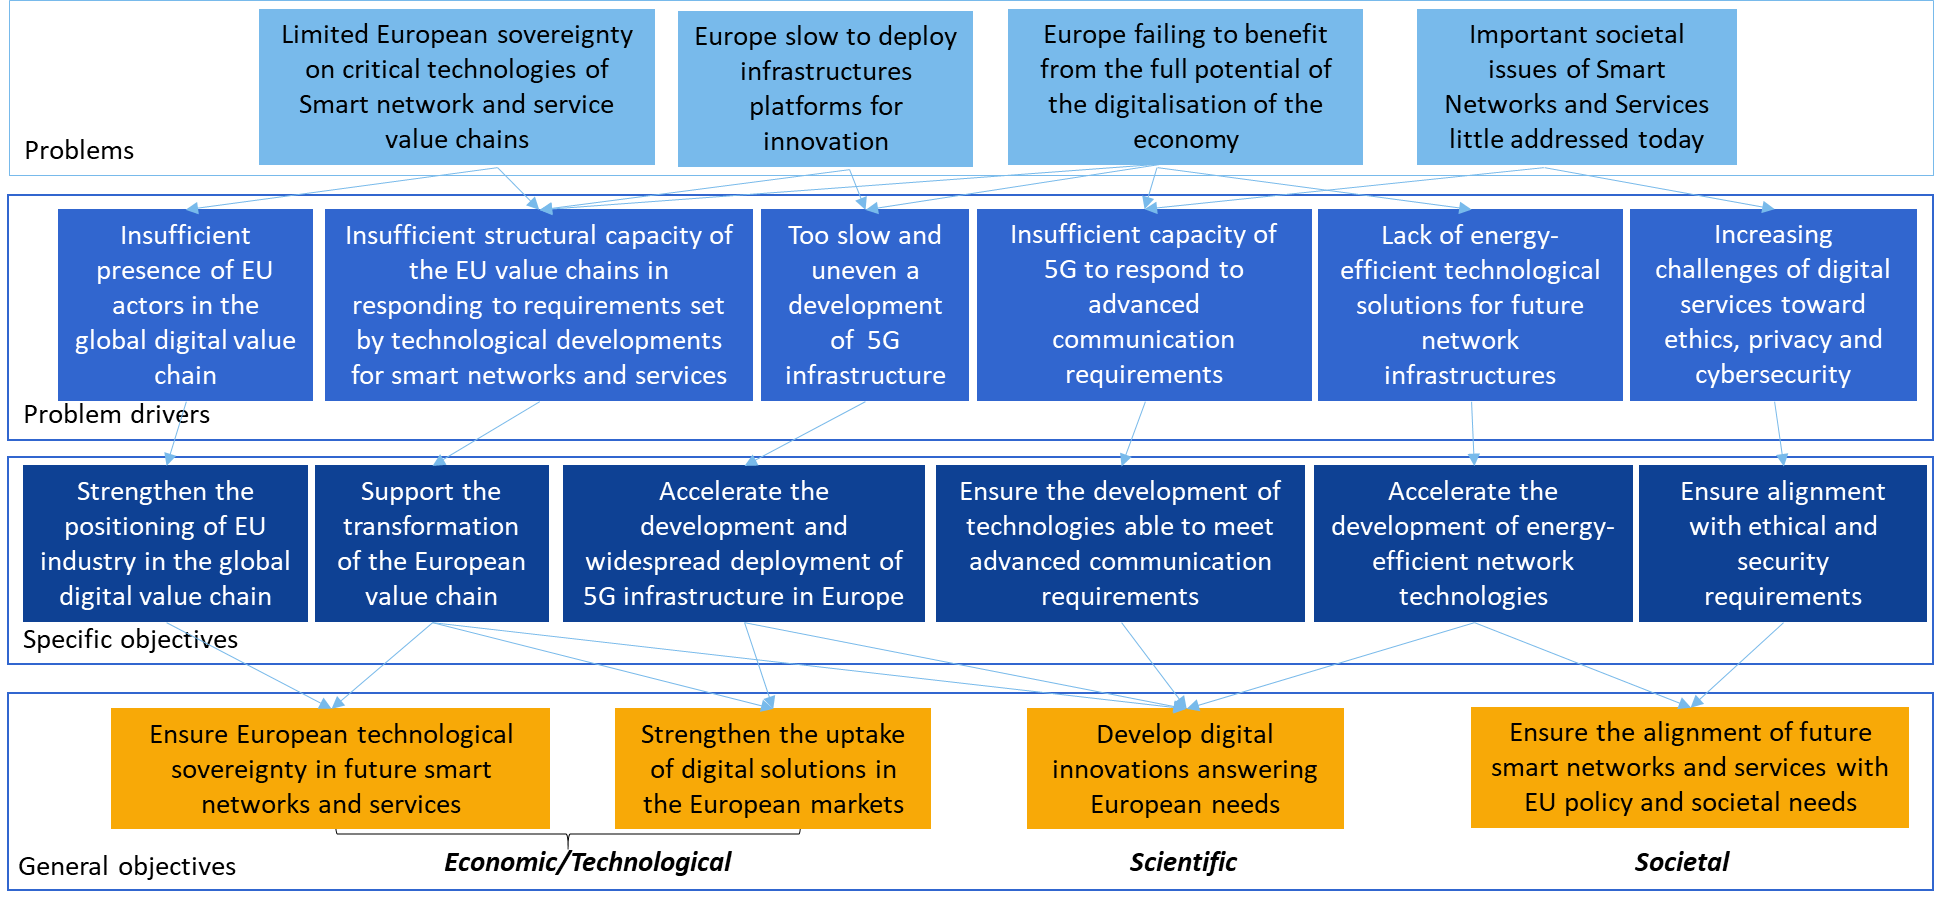 Limited European sovereignty
on critical technologies of
Smart network and service
value chains
Europe slow to deploy
infrastructures
platforms for
innovation
Europe failing to benefit
from the full potential of
the digitalisation of the
economy
Important societal
issues of Smart
Networks and Services
little addressed today
Problems
Insufficient
presence of EU
actors in the
global digital value
chain
Insufficient structural capacity of
the EU value chains in
responding to requirements set
by technological developments
for smart networks and services
Too slow and
uneven a
development
of 5G
infrastructure
Insufficient capacity of
5G to respond to
advanced
communication
requirements
Lack of energy-
efficient technological
solutions for future
network
infrastructures
Increasing
challenges of digital
services toward
ethics, privacy and
cybersecurity
Problem drivers
Strengthen the
positioning of EU
industry in the global
digital value chain
Support the
transformation
of the European
value chain
Accelerate the
development and
widespread deployment of
5G infrastructure in Europe
Ensure the development of
technologies able to meet
advanced communication
requirements
Accelerate the
development of energy-
efficient network
technologies
Ensure alignment
with ethical and
security
requirements
Specific objectives
Ensure European technological
sovereignty in future smart
networks and services
Strengthen the uptake
of digital solutions in
the European markets
Develop digital
innovations answering
European needs
Ensure the alignment of future
smart networks and services with
EU policy and societal needs
General objectives
Economic/Technological
Scientific
Societal